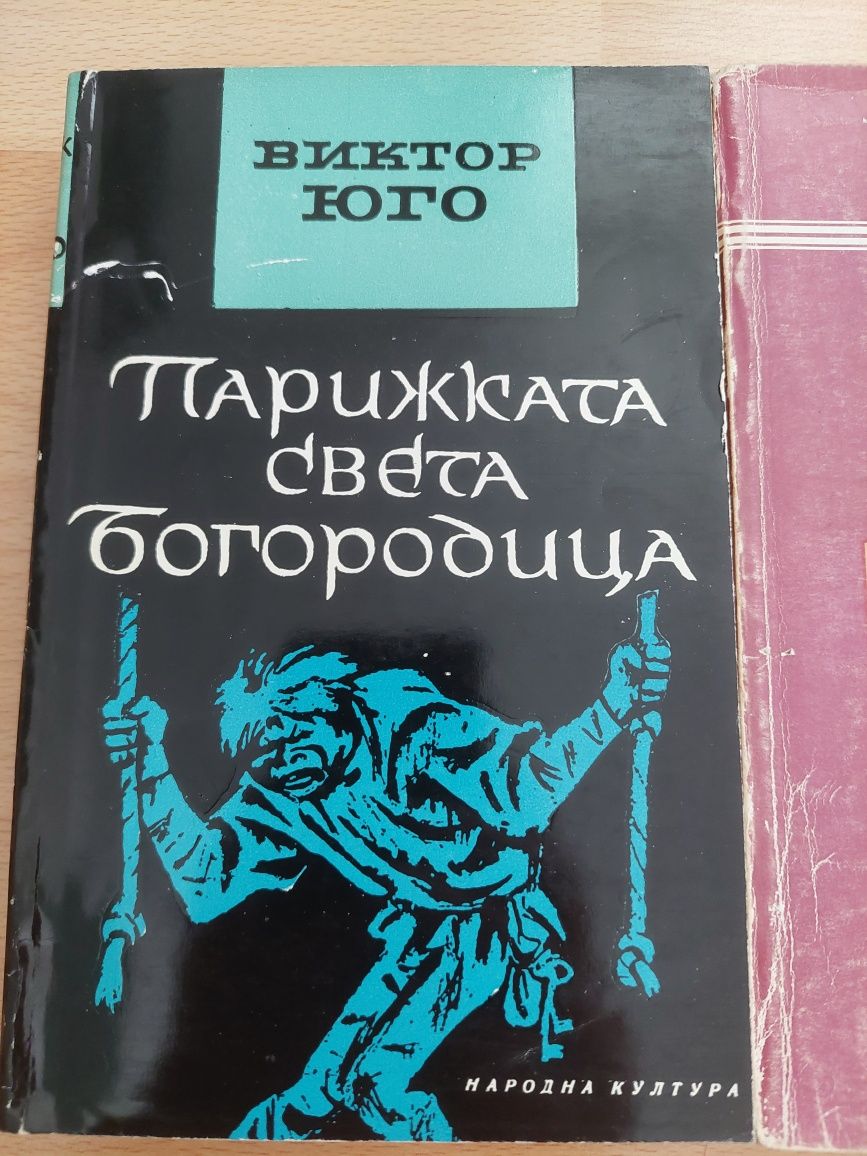 ВИКТОР
ЮГО
Парижката
света
Богородица
НАРОДНА КУЛТУРА